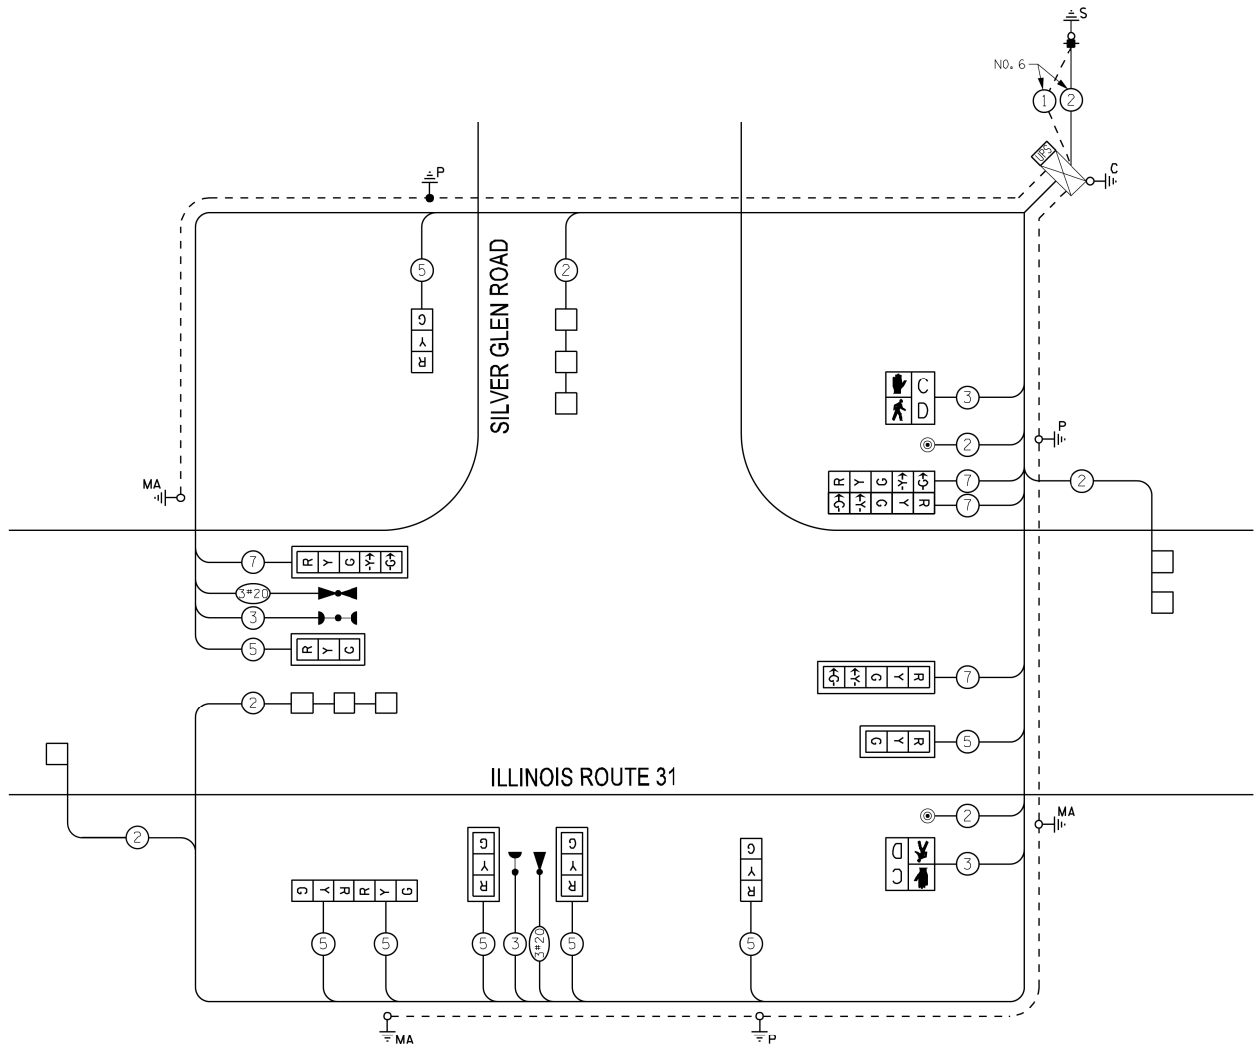 S
NO. 6
1 2
UPS
C
P
5 2
G
Y
R
SILVER GLEN ROAD
C
D
3
2
P
MA
R Y G ←Y← ←G←
7
←G← ←Y← G Y R
7
2
7
R Y G ←Y← ←G←
3#20
3
5
R Y G
2
←G← ←Y← G Y R
7
G Y R
5
ILLINOIS ROUTE 31
2
2
MA
D
C
3
G
Y
R
G
Y
R
G
Y
R
G Y R R Y G
5 5 5 3 3#20 5 5
MA
P